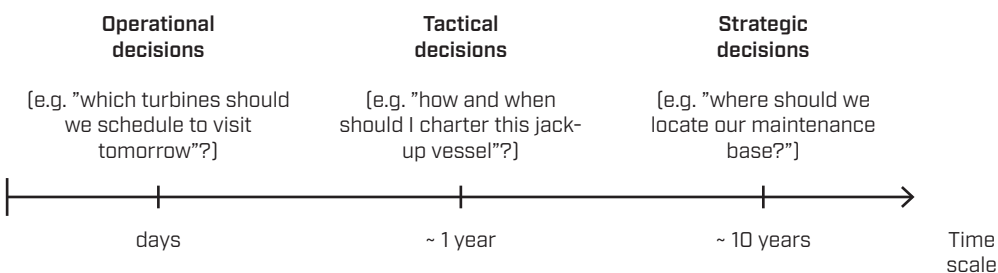 Operational
decisions
(e.g. ”which turbines should
we schedule to visit
tomorrow”?)
Tactical
decisions
(e.g. ”how and when
should I charter this jack-
up vessel”?)
Strategic
decisions
(e.g. ”where should we
locate our maintenance
base?”)
days
~ 1 year
~ 10 years
Time
scale